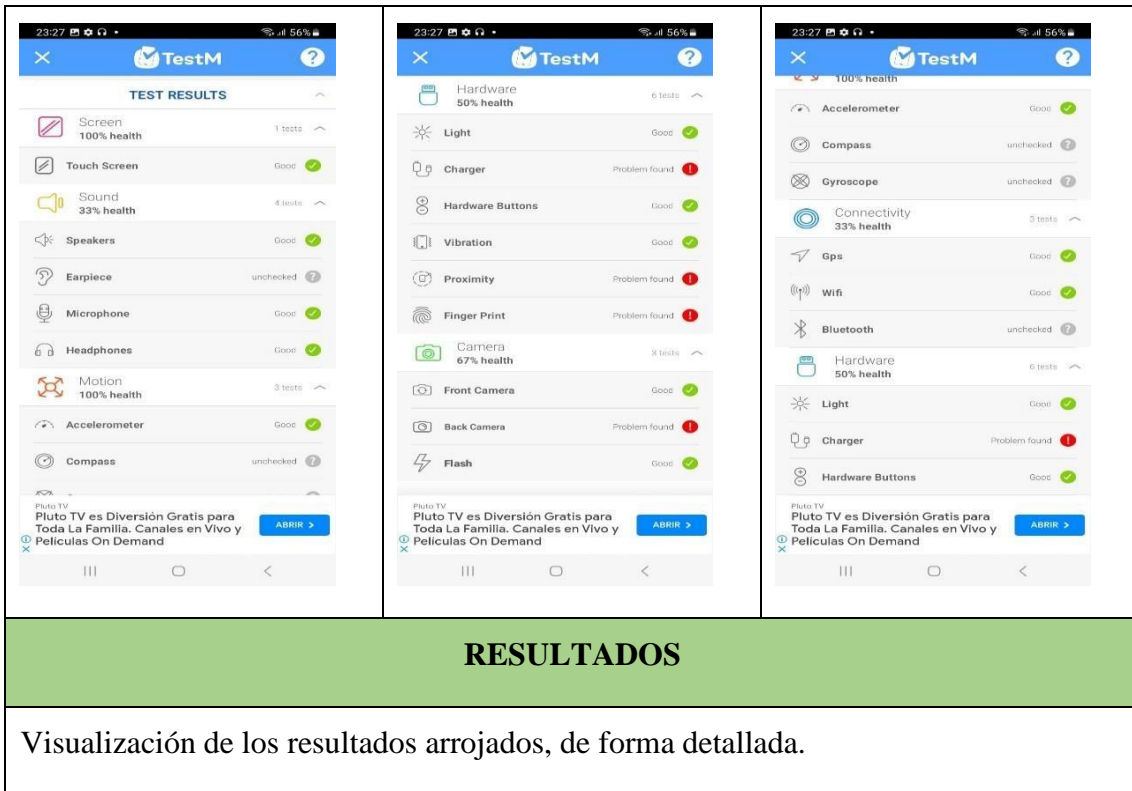 23:27 56%
TestM ?
TEST RESULTS
Screen
100% health 1 tests
Touch Screen Good
Sound
33% health 4 tests
Speakers Good
Earpiece unchecked ?
Microphone Good
Headphones Good
Motion
100% health 3 tests
Accelerometer Good
Compass unchecked ?
Pluto TV
Pluto TV es Diversión Gratis para
Toda La Familia. Canales en Vivo y
Películas On Demand
ABRIR >
23:27 56%
TestM ?
Hardware
50% health 6 tests
Light Good
Charger Problem found !
Hardware Buttons Good
Vibration Good
Proximity Problem found !
Finger Print Problem found !
Camera
67% health 3 tests
Front Camera Good
Back Camera Problem found !
Flash Good
Pluto TV
Pluto TV es Diversión Gratis para
Toda La Familia. Canales en Vivo y
Películas On Demand
ABRIR >
23:27 56%
TestM ?
100% health
Accelerometer Good
Compass unchecked ?
Gyroscope unchecked ?
Connectivity
33% health 3 tests
Gps Good
Wifi Good
Bluetooth unchecked ?
Hardware
50% health 6 tests
Light Good
Charger Problem found !
Hardware Buttons Good
Pluto TV
Pluto TV es Diversión Gratis para
Toda La Familia. Canales en Vivo y
Películas On Demand
ABRIR >
RESULTADOS
Visualización de los resultados arrojados, de forma detallada.